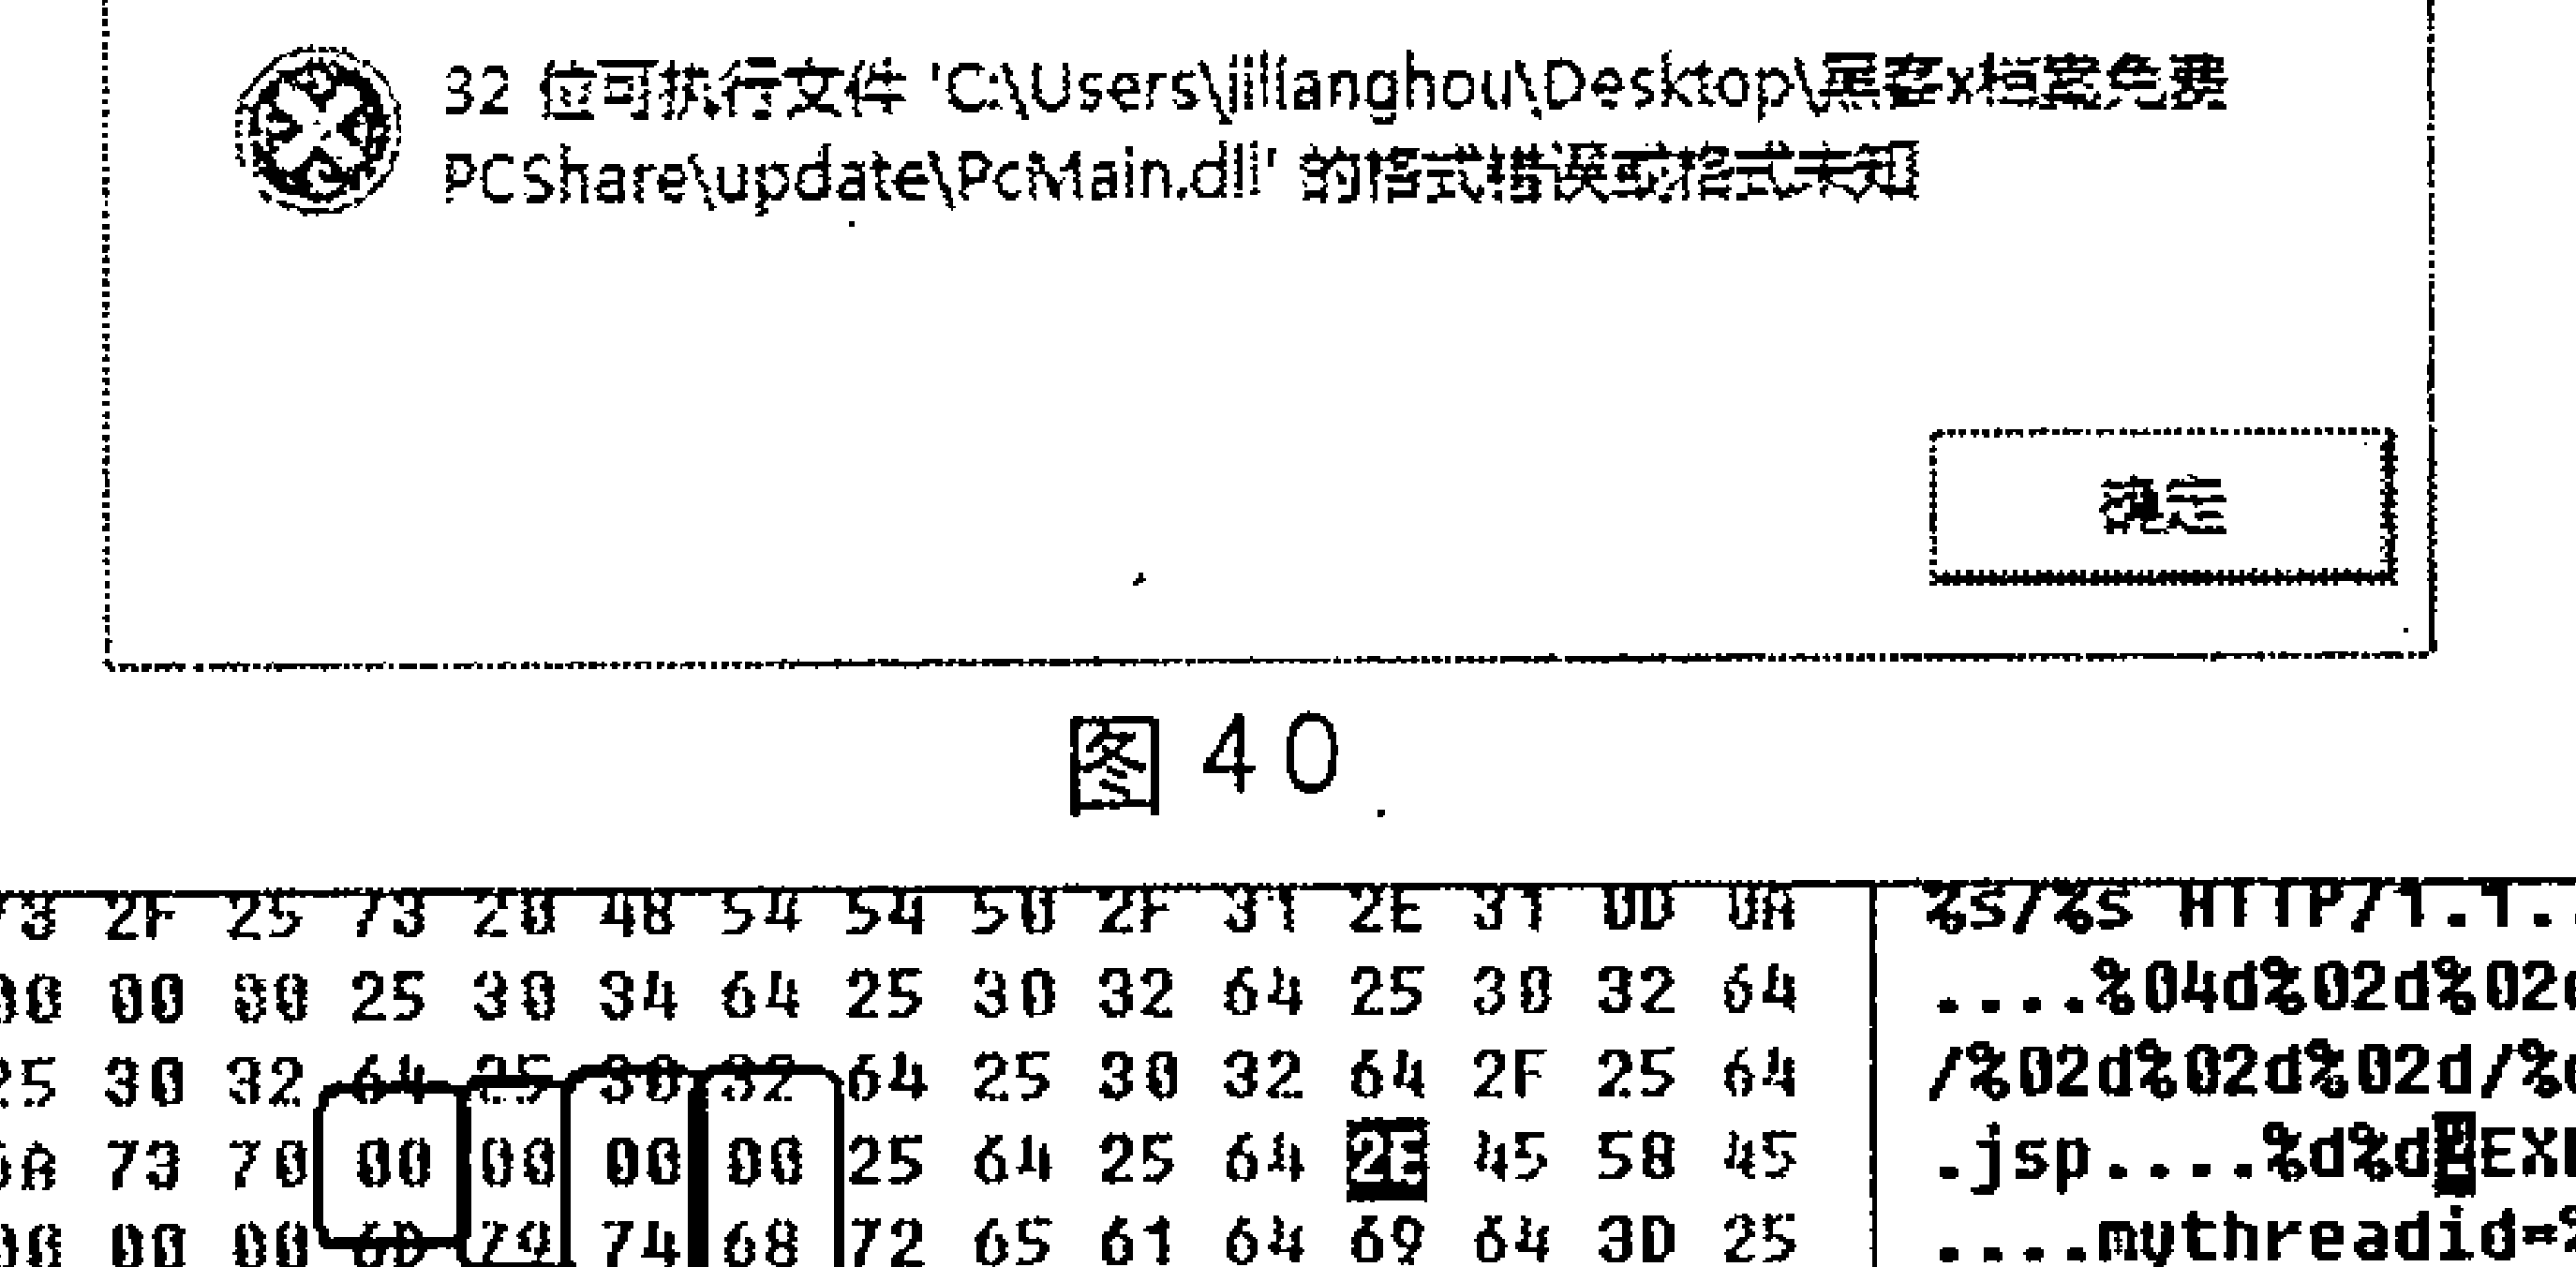 32 位可执行文件 'C:\Users\jilianghou\Desktop\黑客x档案免费
PCShare\update\PcMain.dll' 的格式错误或格式未知
确定
图 40
73 2F 25 73 20 48 54 54 50 2F 31 2E 31 0D 0A %s/%s HTTP/1.1..
00 00 00 25 30 34 64 25 30 32 64 25 30 32 64 ....%04d%02d%02d
25 30 32 64 25 30 32 64 25 30 32 64 2F 25 64 /%02d%02d%02d/%d
6A 73 70 00 00 00 00 25 64 25 64 2E 45 58 45 .jsp....%d%d.EXE
00 00 00 6D 79 74 68 72 65 61 64 69 64 3D 25 ....mythreadid=%